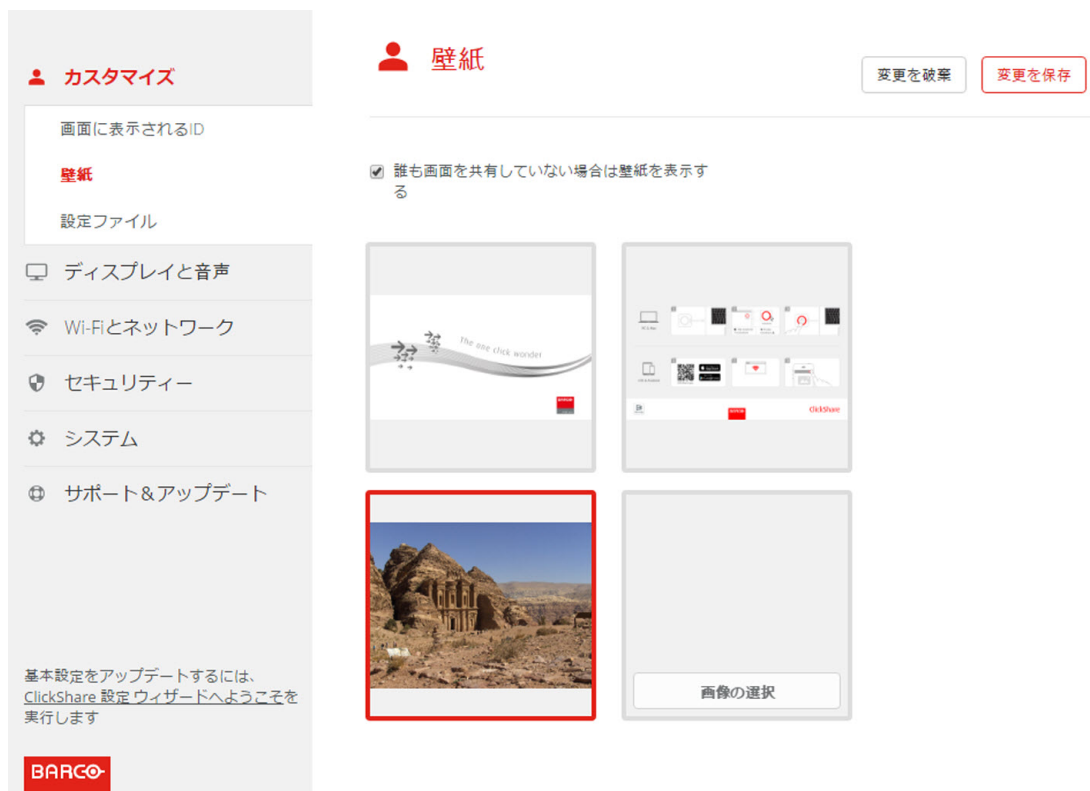 カスタマイズ
画面に表示されるID
壁紙
設定ファイル
ディスプレイと音声
Wi-Fiとネットワーク
セキュリティー
システム
サポート＆アップデート
基本設定をアップデートするには、
ClickShare 設定 ウィザードへようこそを
実行します
BARCO
壁紙
変更を破棄
変更を保存
誰も画面を共有していない場合は壁紙を表示す
る
The one click wonder
ClickShare
画像の選択